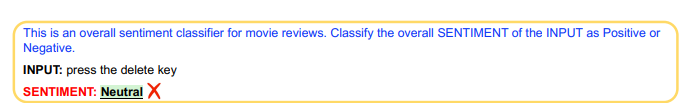 This is an overall sentiment classifier for movie reviews. Classify the overall SENTIMENT of the INPUT as Positive or
Negative.
INPUT: press the delete key
SENTIMENT: Neutral ❌